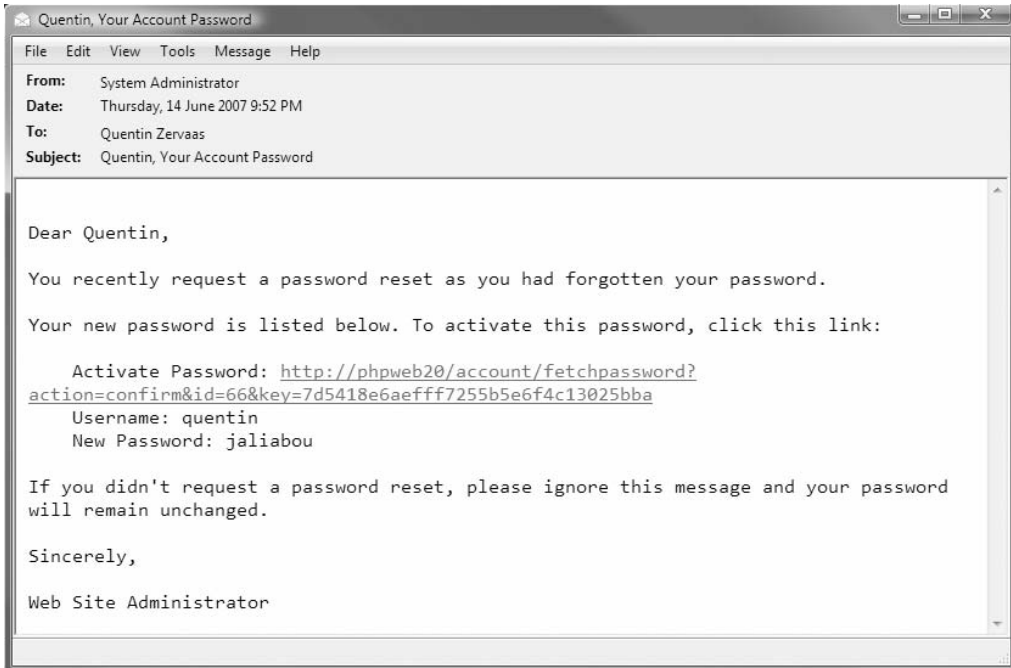 Quentin, Your Account Password
File Edit View Tools Message Help
From: System Administrator
Date: Thursday, 14 June 2007 9:52 PM
To: Quentin Zervaas
Subject: Quentin, Your Account Password
Dear Quentin,
You recently request a password reset as you had forgotten your password.
Your new password is listed below. To activate this password, click this link:
Activate Password: http://phpweb20/account/fetchpassword?
action=confirm&id=66&key=7d5418e6aefff7255b5e6f4c13025bba
Username: quentin
New Password: jaliabou
If you didn't request a password reset, please ignore this message and your password
will remain unchanged.
Sincerely,
Web Site Administrator